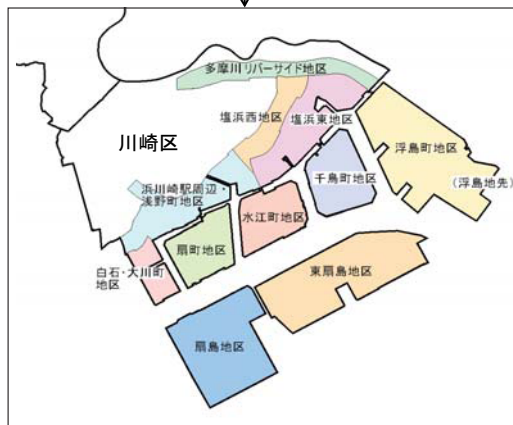 多摩川リバーサイド地区
塩浜西地区
塩浜東地区
川崎区
浮島町地区
(浮島地先)
千鳥町地区
浜川崎駅周辺・
浅野町地区
水江町地区
扇町地区
白石・大川町
地区
東扇島地区
扇島地区